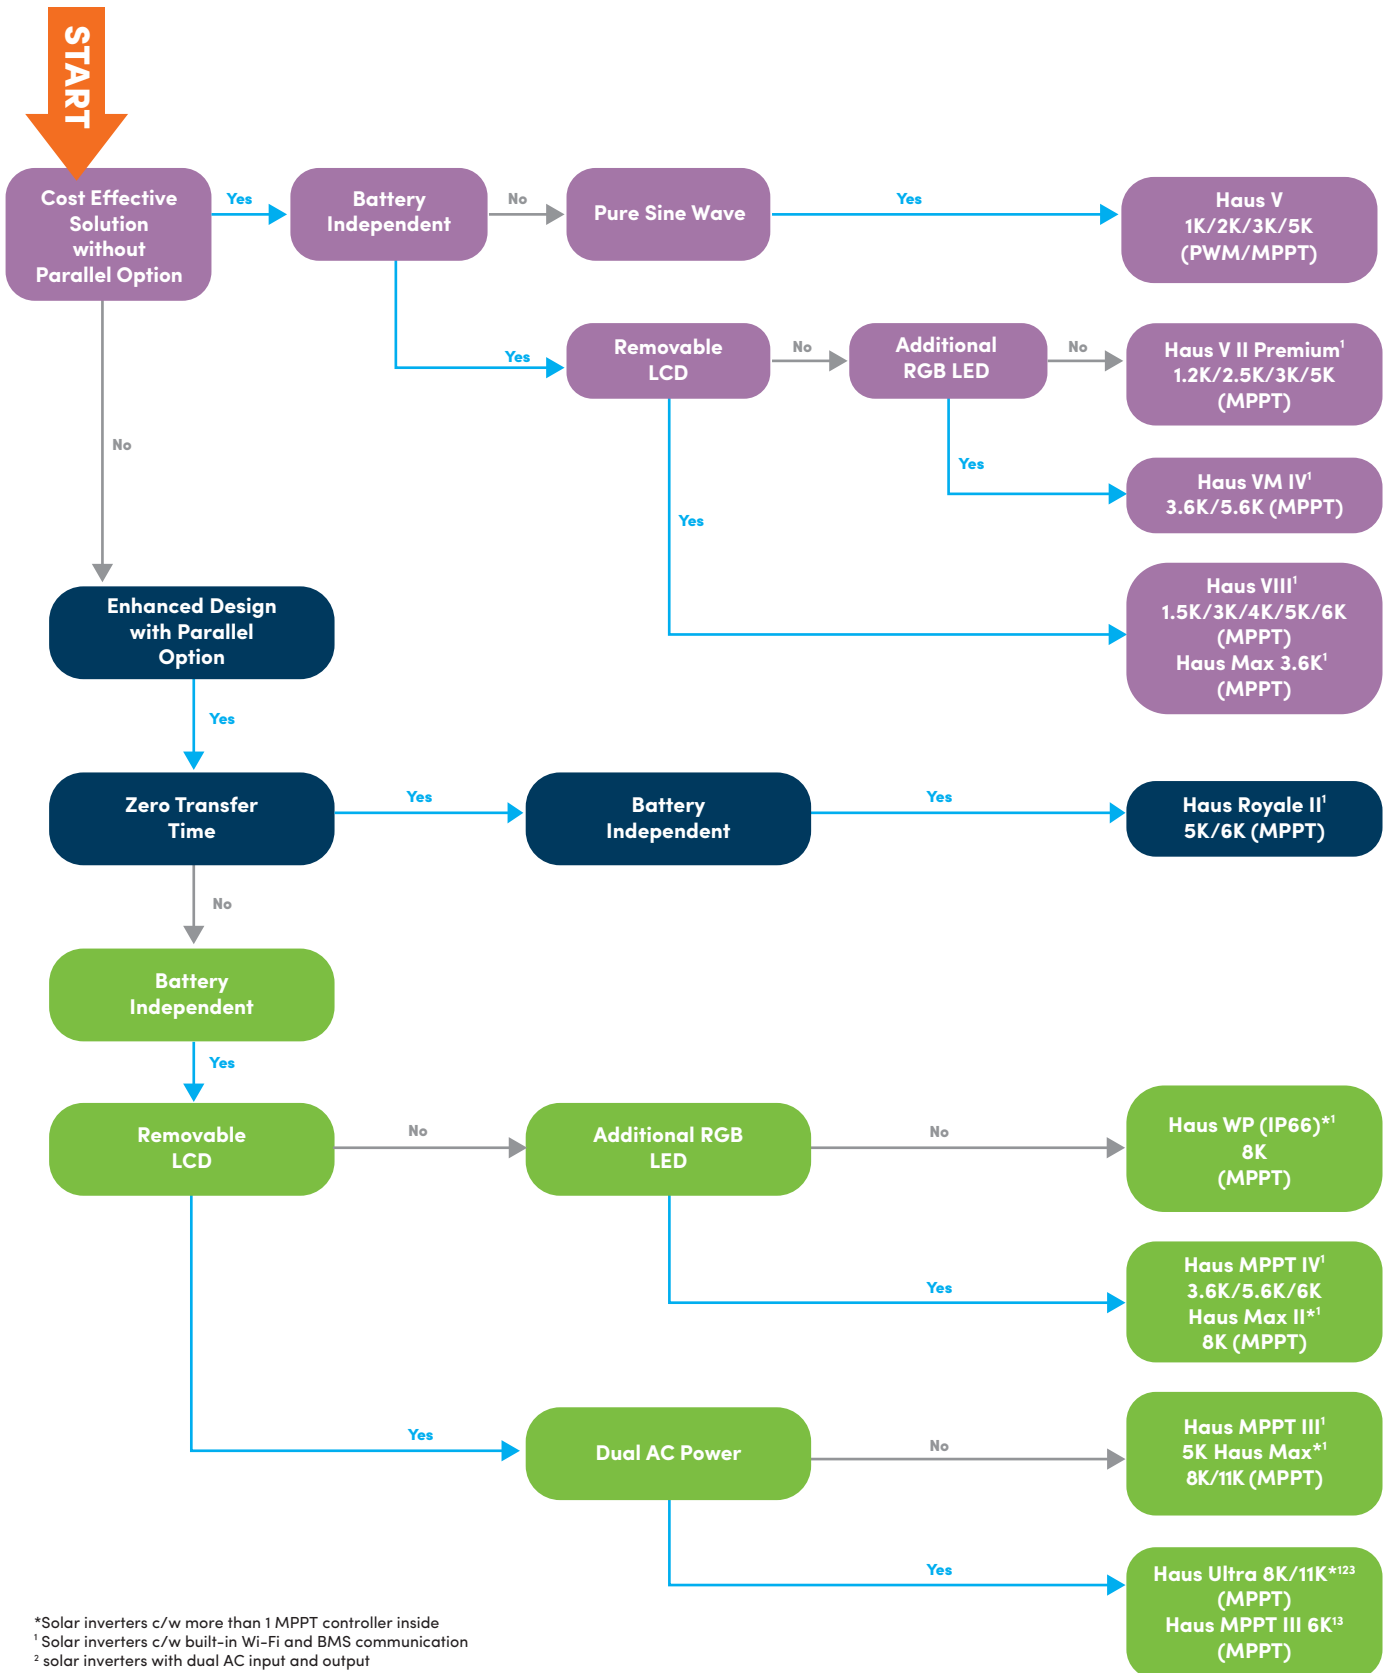 START
Cost Effective
Solution
without
Parallel Option
Yes
Battery
Independent
No
Pure Sine Wave
Yes
Haus V
1K/2K/3K/5K
(PWM/MPPT)
Yes
Removable
LCD
No
Additional
RGB LED
No
Haus V II Premium¹
1.2K/2.5K/3K/5K
(MPPT)
No
Yes
Haus VM IV¹
3.6K/5.6K (MPPT)
Yes
Haus VIII¹
1.5K/3K/4K/5K/6K
(MPPT)
Haus Max 3.6K¹
(MPPT)
Enhanced Design
with Parallel
Option
Yes
Zero Transfer
Time
Yes
Battery
Independent
Yes
Haus Royale II¹
5K/6K (MPPT)
No
Battery
Independent
Yes
Removable
LCD
No
Additional RGB
LED
No
Haus WP (IP66)*¹
8K
(MPPT)
Yes
Haus MPPT IV¹
3.6K/5.6K/6K
Haus Max II*¹
8K (MPPT)
Yes
Dual AC Power
No
Haus MPPT III¹
5K Haus Max*¹
8K/11K (MPPT)
Yes
Haus Ultra 8K/11K*¹²³
(MPPT)
Haus MPPT III 6K¹³
(MPPT)
*Solar inverters c/w more than 1 MPPT controller inside
¹ Solar inverters c/w built-in Wi-Fi and BMS communication
² solar inverters with dual AC input and output